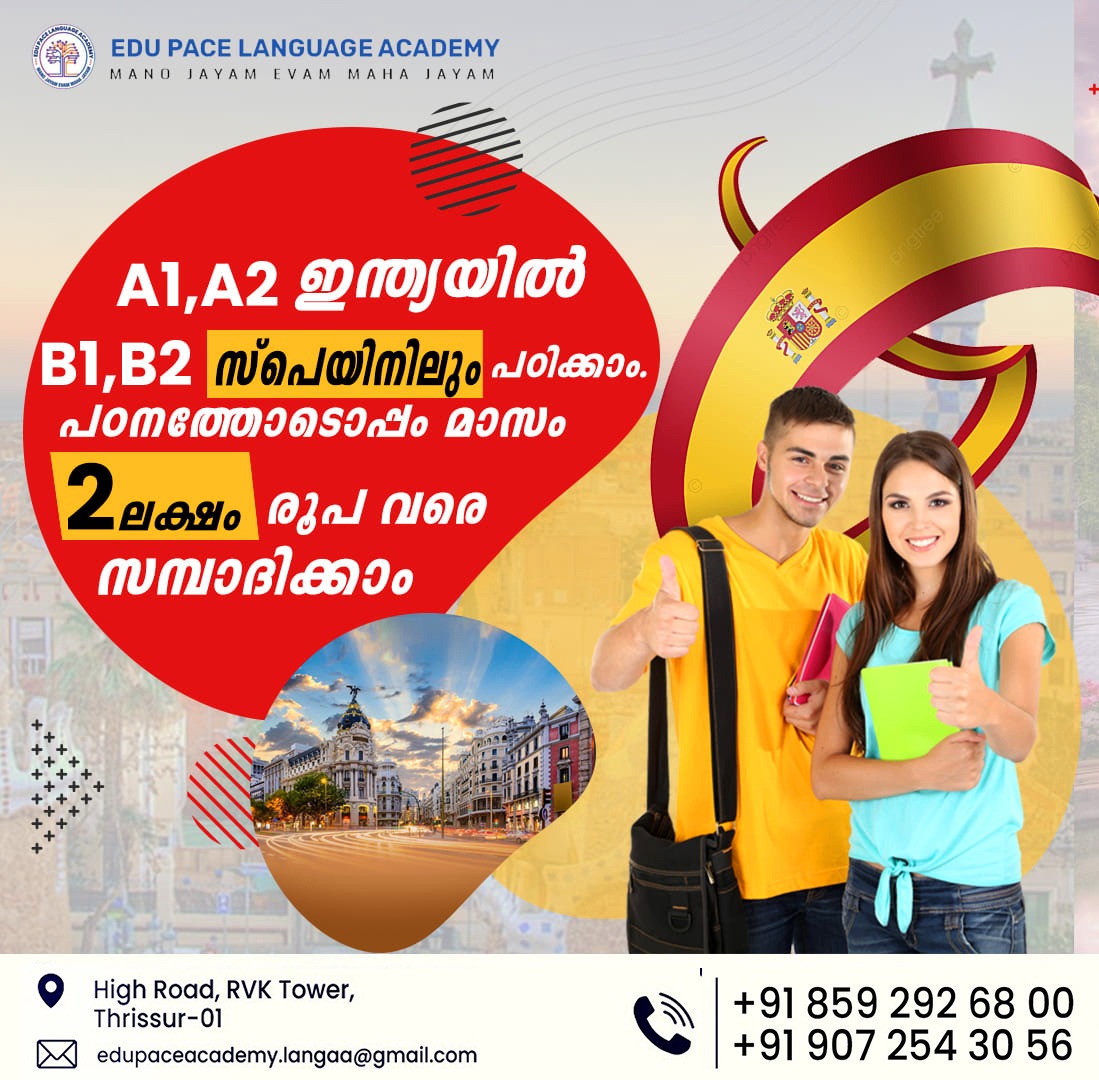 EDU PACE LANGUAGE ACADEMY
MANO JAYAM EVAM MAHA JAYAM
A1,A2 ഇന്ത്യയിൽ
B1,B2 സ്പെയിനിലും പഠിക്കാം.
പഠനത്തോടൊപ്പം മാസം
2 ലക്ഷം രൂപ വരെ
സമ്പാദിക്കാം
High Road, RVK Tower,
Thrissur-01
edupaceacademy.langaa@gmail.com
+91 859 292 68 00
+91 907 254 30 56